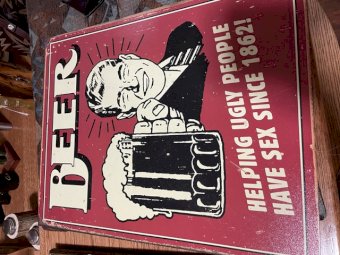 BEER
HELPING UGLY PEOPLE
HAVE SEX SINCE 1862!